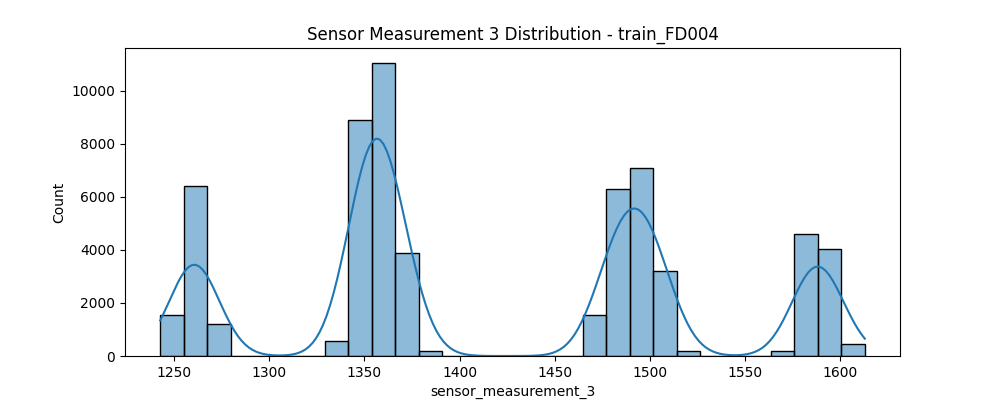 Sensor Measurement 3 Distribution - train_FD004
10000
8000
6000
4000
2000
0
Count
1250 1300 1350 1400 1450 1500 1550 1600
sensor_measurement_3